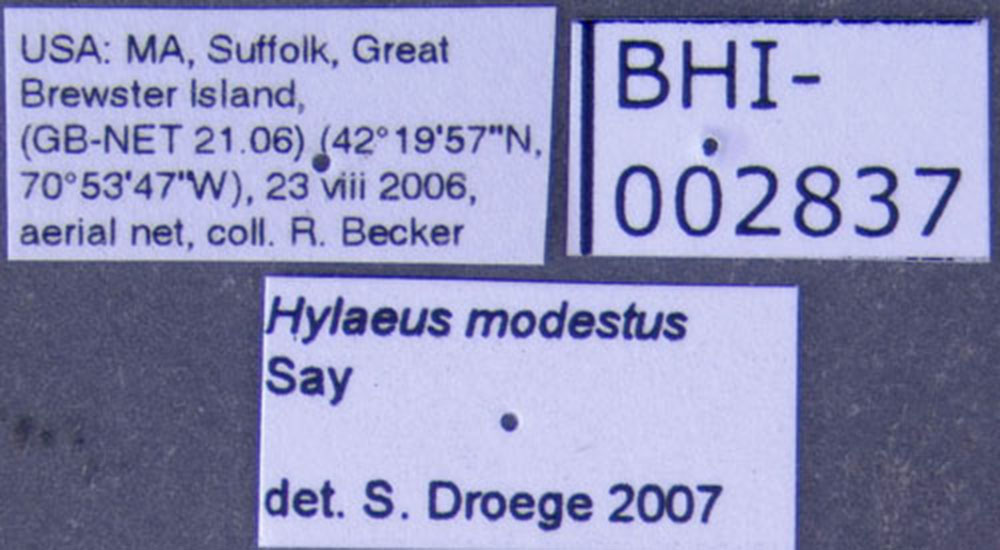 USA: MA, Suffolk, Great
Brewster Island,
(GB-NET 21.06) (42°19'57"N,
70°53'47"W), 23 viii 2006,
aerial net, coll. R. Becker
BHI-
002837
Hylaeus modestus
Say
det. S. Droege 2007